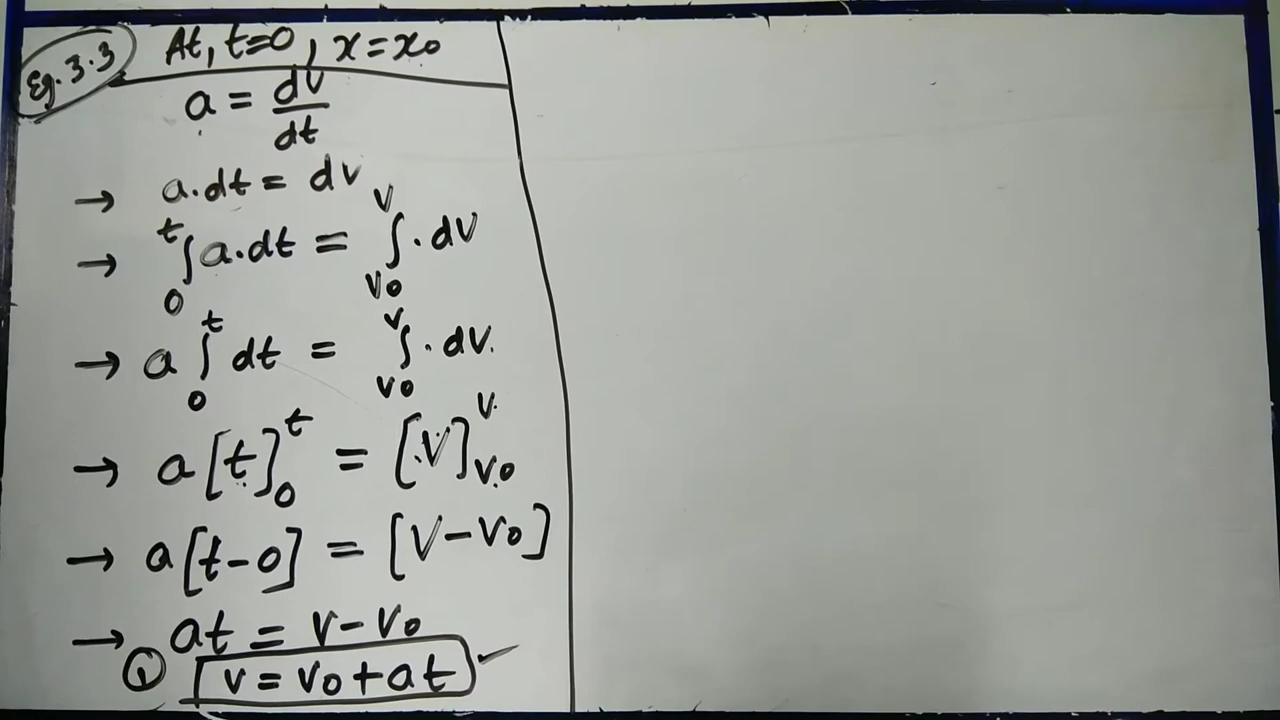 Eg. 3.3 At, t=0, x=x₀
a = dv/dt
→ a.dt = dv
→ ∫₀ᵗ a.dt = ∫ᵥ₀ᵛ .dv
→ a ∫₀ᵗ dt = ∫ᵥ₀ᵛ .dv.
→ a[t]₀ᵗ = [v]ᵥ₀ᵛ
→ a[t-0] = [v-v₀]
→ at = v-v₀
① v = v₀+at ✓